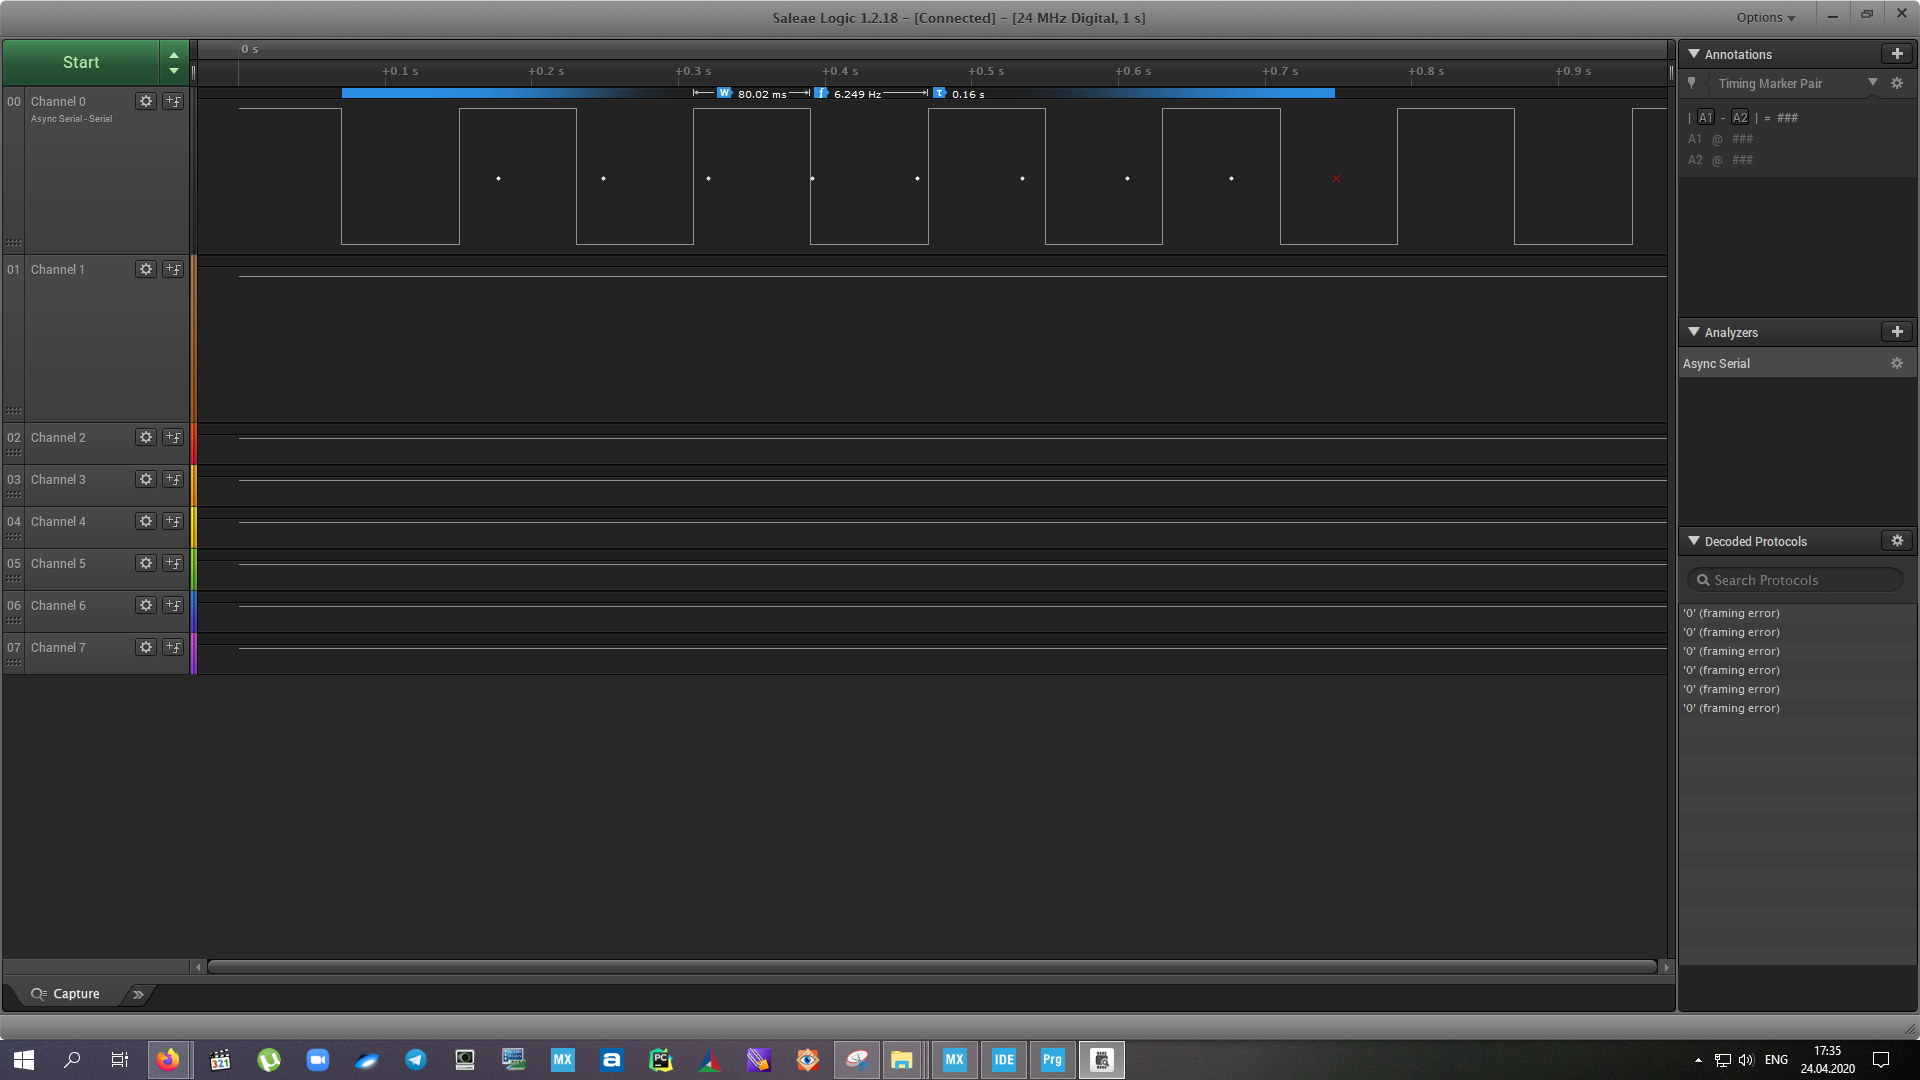 Saleae Logic 1.2.18 - [Connected] - [24 MHz Digital, 1 s]
Options
Start
0 s
+0.1 s
+0.2 s
+0.3 s
+0.4 s
+0.5 s
+0.6 s
+0.7 s
+0.8 s
+0.9 s
W 80.02 ms
f 6.249 Hz
T 0.16 s
00 Channel 0
Async Serial - Serial
01 Channel 1
02 Channel 2
03 Channel 3
04 Channel 4
05 Channel 5
06 Channel 6
07 Channel 7
Annotations
Timing Marker Pair
| A1 - A2 | = ###
A1 @ ###
A2 @ ###
Analyzers
Async Serial
Decoded Protocols
Search Protocols
'0' (framing error)
'0' (framing error)
'0' (framing error)
'0' (framing error)
'0' (framing error)
'0' (framing error)
Capture
321
MX
a
PC
MX
IDE
Prg
ENG
17:35
24.04.2020